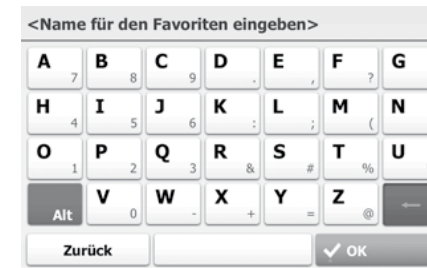 <Name für den Favoriten eingeben>
A 7 B 8 C 9 D . E , F ? G
H 4 I 5 J 6 K : L ; M ( N
O 1 P 2 Q 3 R & S # T % U
Alt V 0 W - X + Y = Z @ ←
Zurück ✓ OK